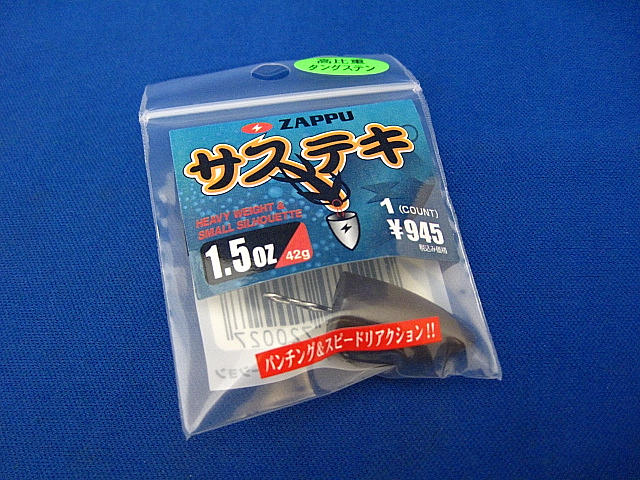 高比重
タングステン
ZAPPU
サステキ
HEAVY WEIGHT &
SMALL SILHOUETTE
1 (COUNT)
¥945
税込み価格
1.5oz
42g
720027
パンチング&スピードリアクション!!